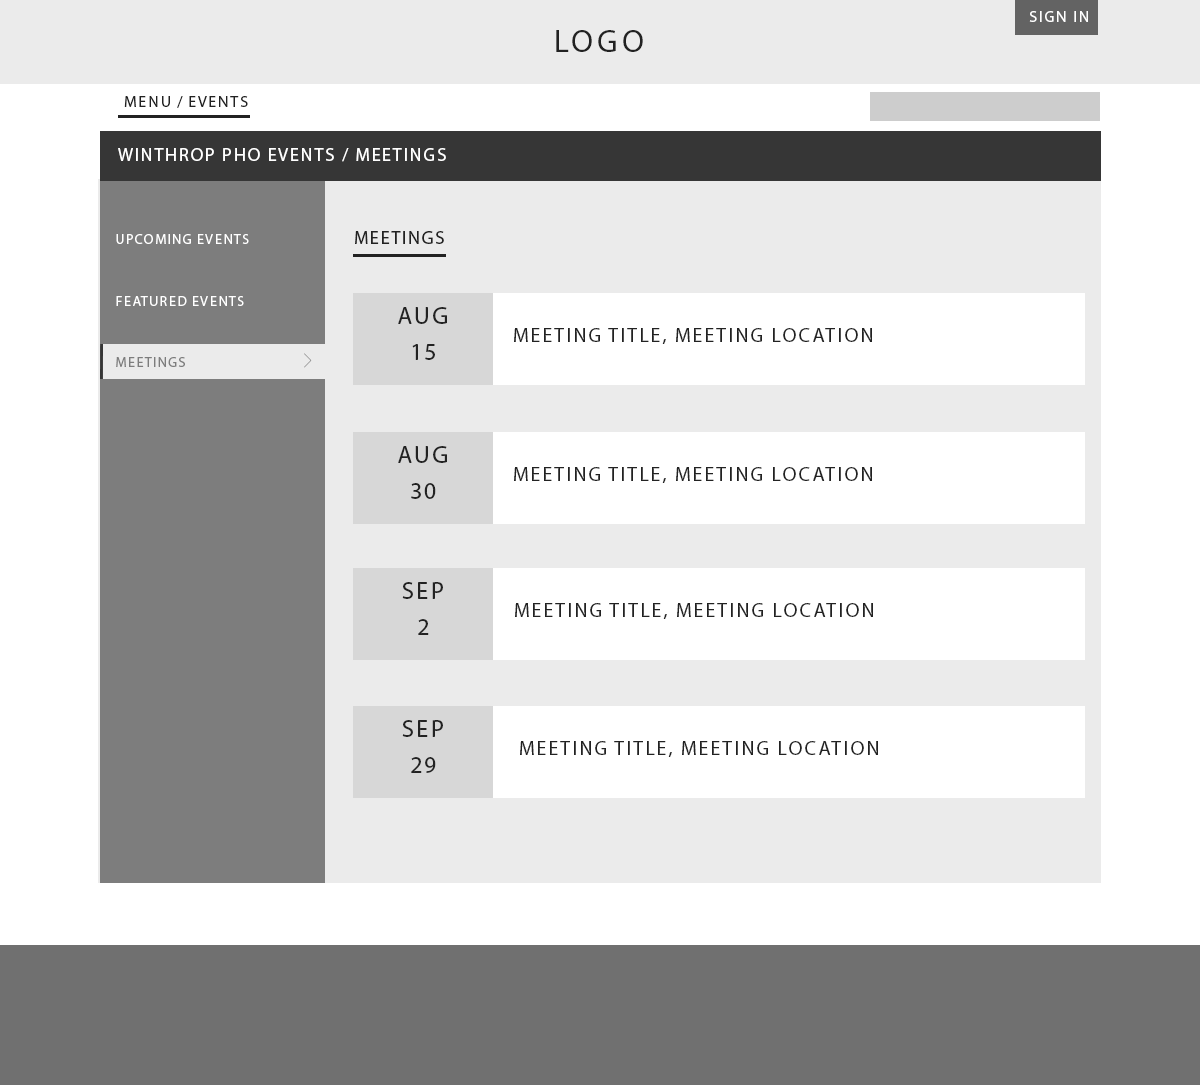 SIGN IN
LOGO
MENU / EVENTS
WINTHROP PHO EVENTS / MEETINGS
UPCOMING EVENTS
FEATURED EVENTS
MEETINGS
MEETINGS
AUG
15
MEETING TITLE, MEETING LOCATION
AUG
30
MEETING TITLE, MEETING LOCATION
SEP
2
MEETING TITLE, MEETING LOCATION
SEP
29
MEETING TITLE, MEETING LOCATION